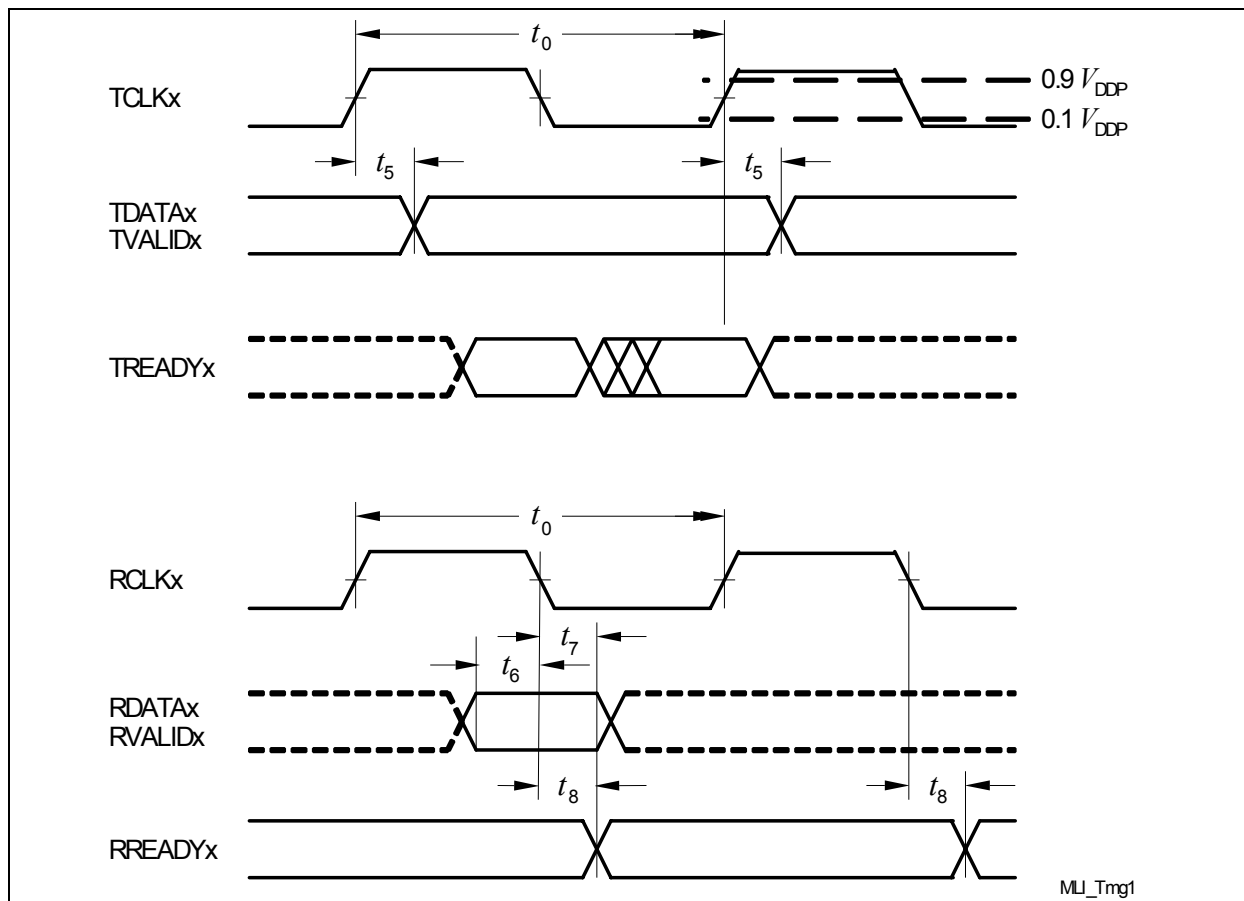 t0
TCLKx
0.9 VDDP
0.1 VDDP
t5
t5
TDATAx
TVALIDx
TREADYx
t0
RCLKx
t7
t6
RDATAx
RVALIDx
t8
t8
RREADYx
MLI_Tmg1